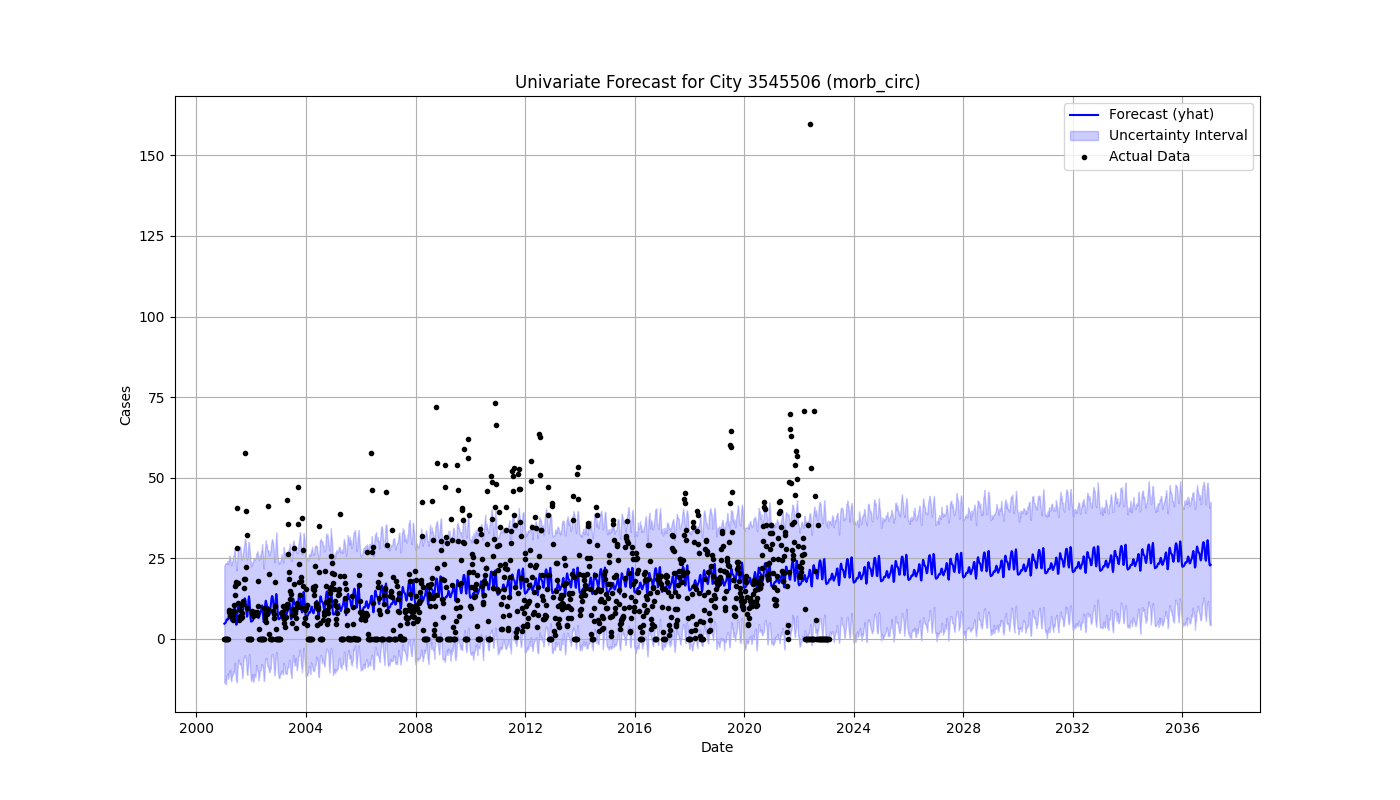 Univariate Forecast for City 3545506 (morb_circ)
Forecast (yhat)
Uncertainty Interval
Actual Data
150
125
100
75
50
25
0
Cases
2000 2004 2008 2012 2016 2020 2024 2028 2032 2036
Date